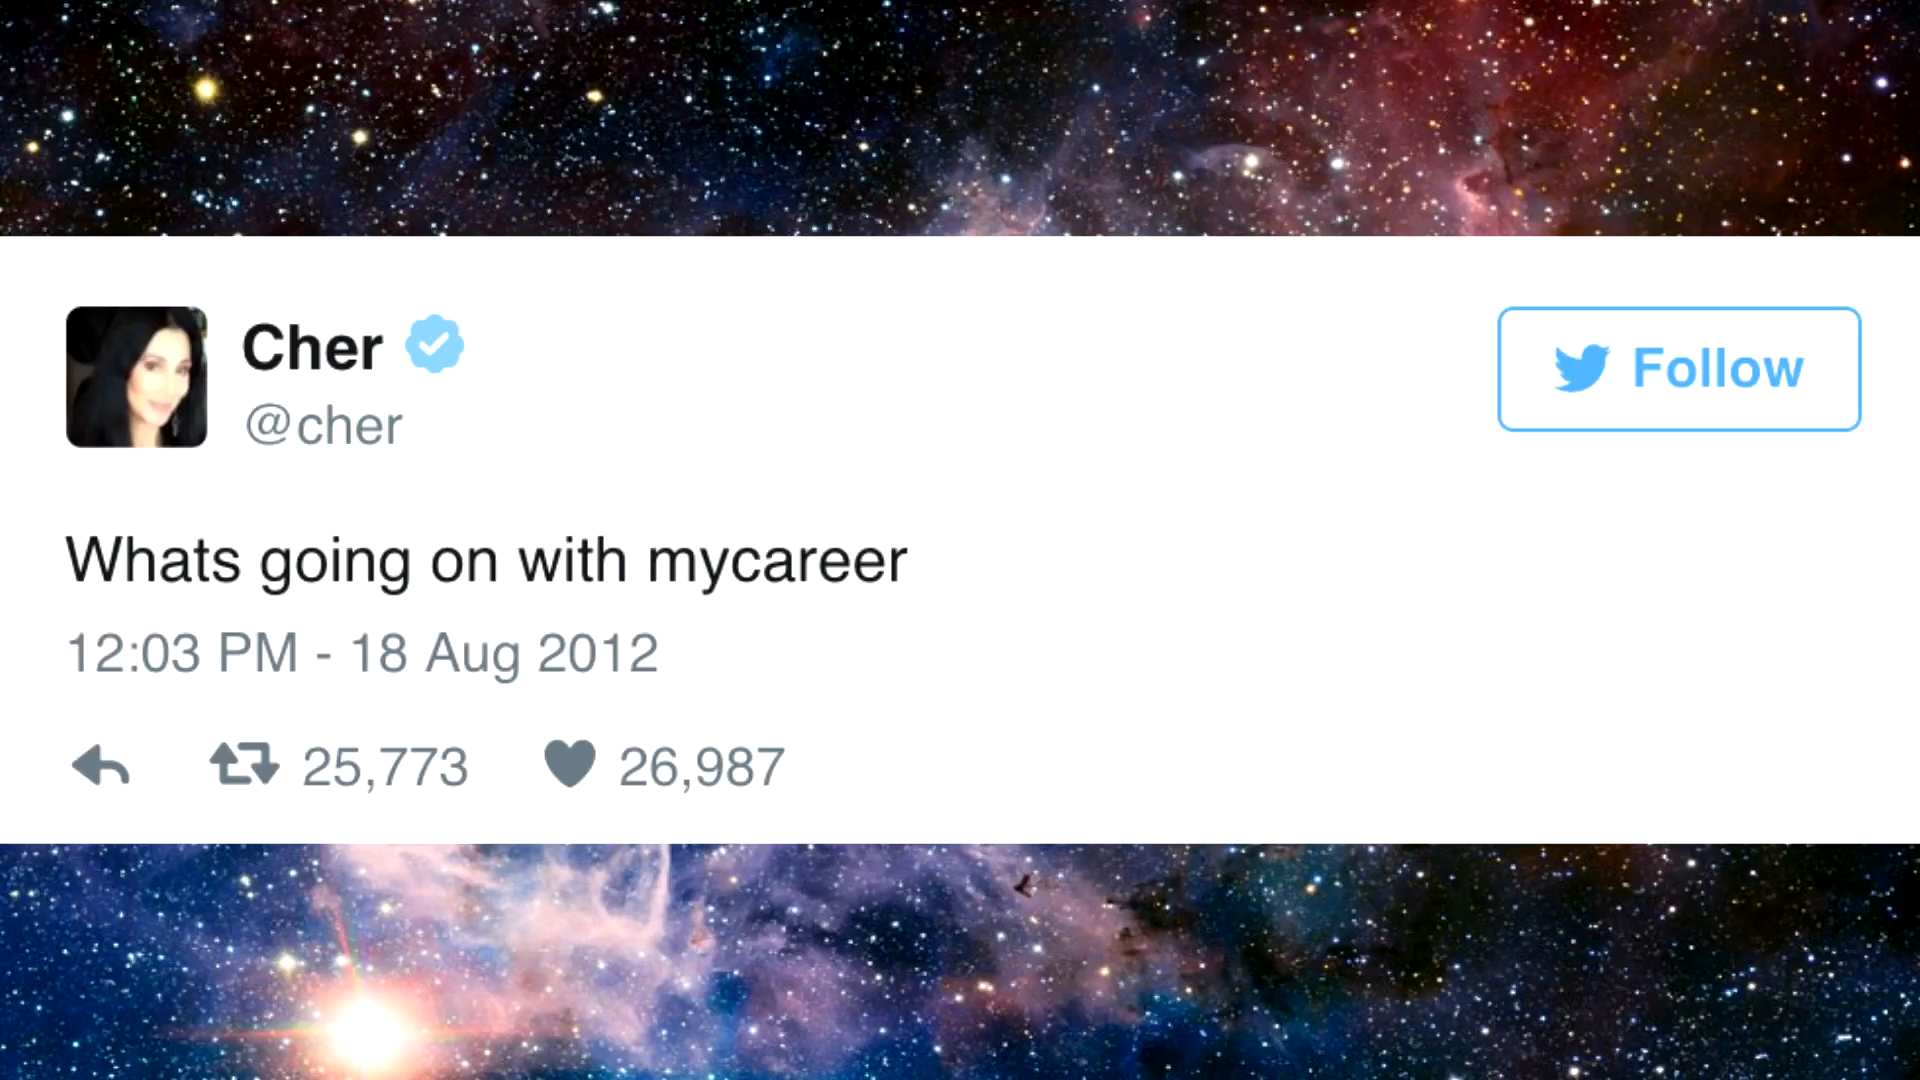 Cher
@cher
Follow
Whats going on with mycareer
12:03 PM - 18 Aug 2012
25,773 26,987